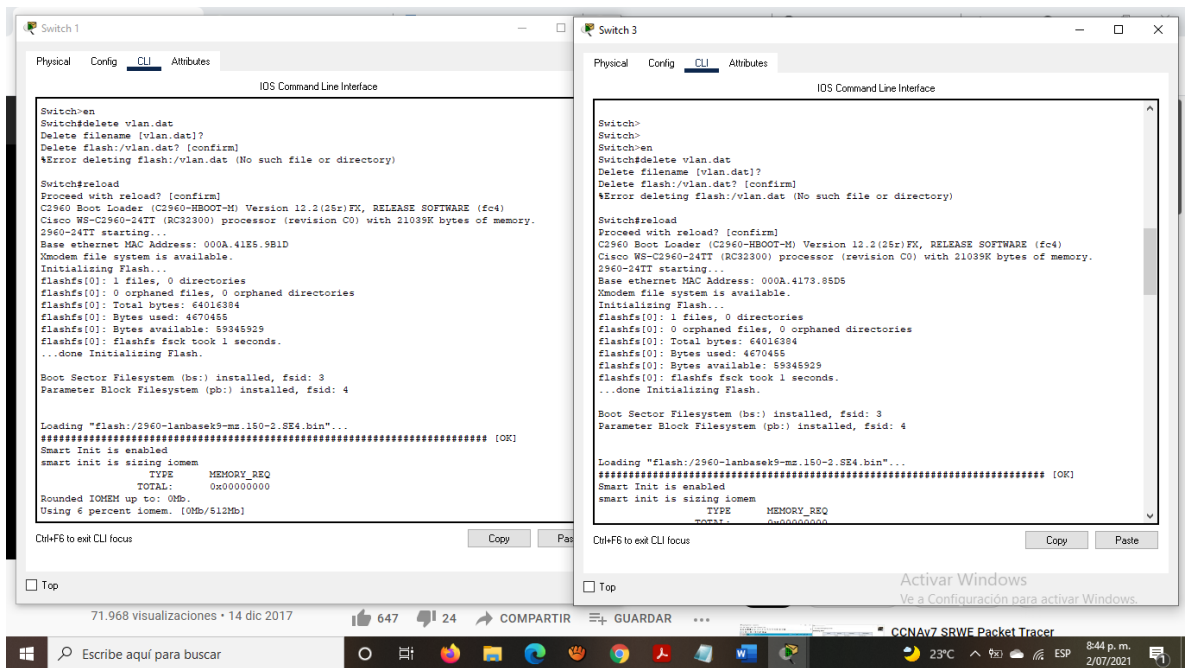 Switch 1
Physical Config CLI Attributes
IOS Command Line Interface
Switch>en
Switch#delete vlan.dat
Delete filename [vlan.dat]?
Delete flash:/vlan.dat? [confirm]
%Error deleting flash:/vlan.dat (No such file or directory)
Switch#reload
Proceed with reload? [confirm]
C2960 Boot Loader (C2960-HBOOT-M) Version 12.2(25r)FX, RELEASE SOFTWARE (fc4)
Cisco WS-C2960-24TT (RC32300) processor (revision C0) with 21039K bytes of memory.
2960-24TT starting...
Base ethernet MAC Address: 000A.41E5.9B1D
Xmodem file system is available.
Initializing Flash...
flashfs[0]: 1 files, 0 directories
flashfs[0]: 0 orphaned files, 0 orphaned directories
flashfs[0]: Total bytes: 64016384
flashfs[0]: Bytes used: 4670455
flashfs[0]: Bytes available: 59345929
flashfs[0]: flashfs fsck took 1 seconds.
...done Initializing Flash.
Boot Sector Filesystem (bs:) installed, fsid: 3
Parameter Block Filesystem (pb:) installed, fsid: 4
Loading "flash:/2960-lanbasek9-mz.150-2.SE4.bin"...
########################################################################## [OK]
Smart Init is enabled
smart init is sizing iomem
TYPE MEMORY_REQ
TOTAL: 0x00000000
Rounded IOMEM up to: 0Mb.
Using 6 percent iomem. [0Mb/512Mb]
Ctrl+F6 to exit CLI focus
Copy Pas
Top
Switch 3
Physical Config CLI Attributes
IOS Command Line Interface
Switch>
Switch>
Switch>en
Switch#delete vlan.dat
Delete filename [vlan.dat]?
Delete flash:/vlan.dat? [confirm]
%Error deleting flash:/vlan.dat (No such file or directory)
Switch#reload
Proceed with reload? [confirm]
C2960 Boot Loader (C2960-HBOOT-M) Version 12.2(25r)FX, RELEASE SOFTWARE (fc4)
Cisco WS-C2960-24TT (RC32300) processor (revision C0) with 21039K bytes of memory.
2960-24TT starting...
Base ethernet MAC Address: 000A.4173.85D5
Xmodem file system is available.
Initializing Flash...
flashfs[0]: 1 files, 0 directories
flashfs[0]: 0 orphaned files, 0 orphaned directories
flashfs[0]: Total bytes: 64016384
flashfs[0]: Bytes used: 4670455
flashfs[0]: Bytes available: 59345929
flashfs[0]: flashfs fsck took 1 seconds.
...done Initializing Flash.
Boot Sector Filesystem (bs:) installed, fsid: 3
Parameter Block Filesystem (pb:) installed, fsid: 4
Loading "flash:/2960-lanbasek9-mz.150-2.SE4.bin"...
########################################################################## [OK]
Smart Init is enabled
smart init is sizing iomem
TYPE MEMORY_REQ
TOTAL: 0x00000000
Ctrl+F6 to exit CLI focus
Copy Paste
Top
Activar Windows
Ve a Configuración para activar Windows.
71.968 visualizaciones • 14 dic 2017 647 24 COMPARTIR GUARDAR
CCNAv7 SRWE Packet Tracer
Escribe aquí para buscar
23°C ESP 8:44 p. m.
2/07/2021